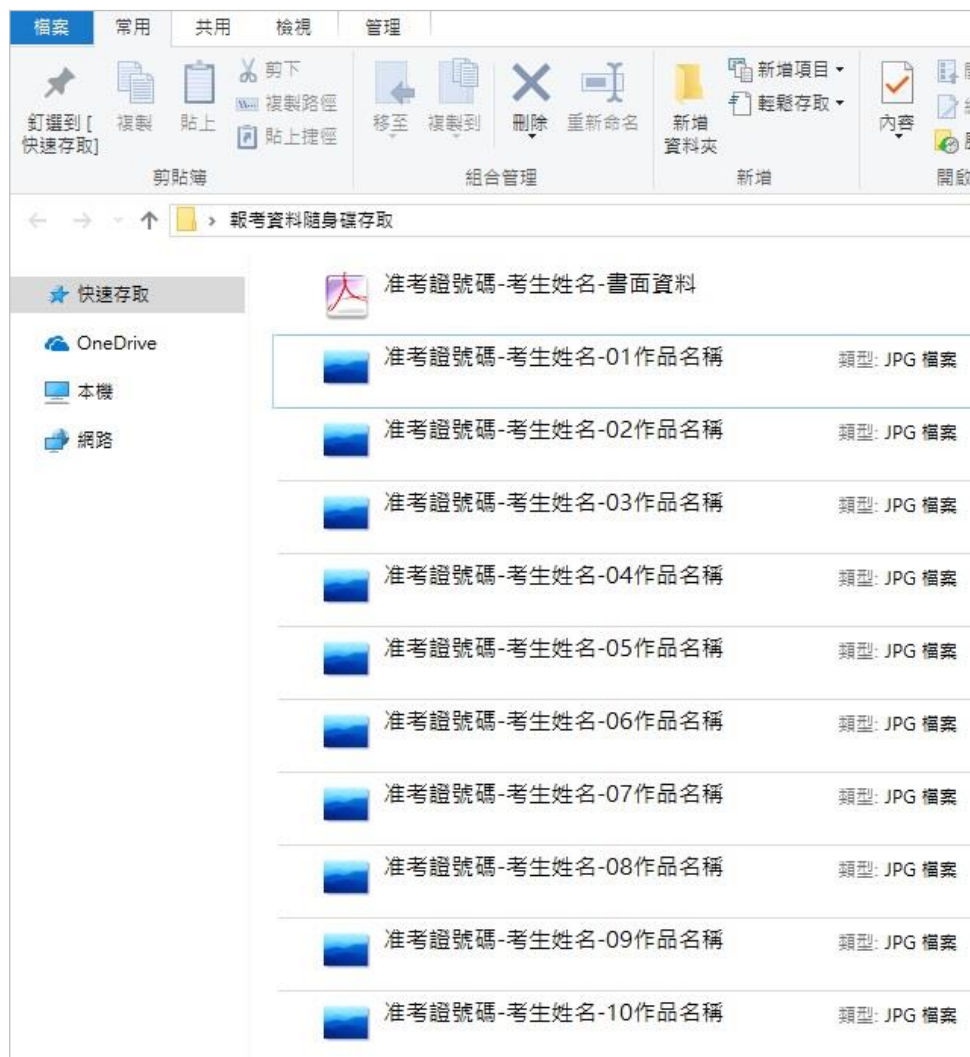 檔案 常用 共用 檢視 管理
剪下
複製路徑
貼上捷徑
釘選到 [
快速存取]
複製
貼上
剪貼簿
移至
複製到
刪除
重新命名
組合管理
新增
資料夾
新增項目
輕鬆存取
新增
內容
開啟
報考資料隨身碟存取
快速存取
OneDrive
本機
網路
准考證號碼-考生姓名-書面資料
准考證號碼-考生姓名-01作品名稱 類型: JPG 檔案
准考證號碼-考生姓名-02作品名稱 類型: JPG 檔案
准考證號碼-考生姓名-03作品名稱 類型: JPG 檔案
准考證號碼-考生姓名-04作品名稱 類型: JPG 檔案
准考證號碼-考生姓名-05作品名稱 類型: JPG 檔案
准考證號碼-考生姓名-06作品名稱 類型: JPG 檔案
准考證號碼-考生姓名-07作品名稱 類型: JPG 檔案
准考證號碼-考生姓名-08作品名稱 類型: JPG 檔案
准考證號碼-考生姓名-09作品名稱 類型: JPG 檔案
准考證號碼-考生姓名-10作品名稱 類型: JPG 檔案